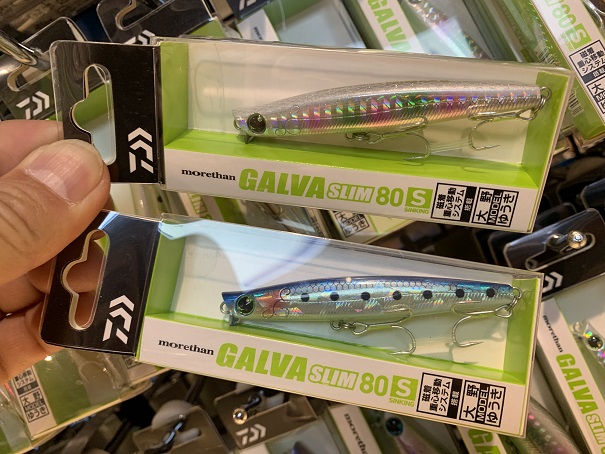 morethan GALVA SLIM 80 S
SINKING
磁着
重心移動
システム
搭載
大野
MODEL
ゆうき
morethan GALVA SLIM 80 S
SINKING
磁着
重心移動
システム
搭載
大野
MODEL
ゆうき